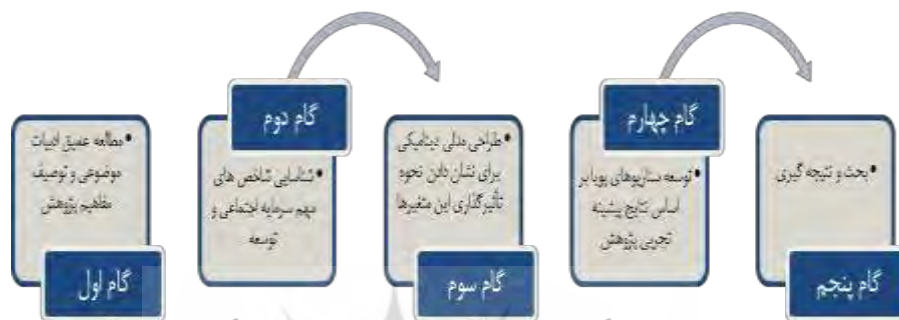 گام اول
•مطالعه عمیق ادبیات
موضوعی و توصیف
مفاهیم پژوهش
گام دوم
•شناسایی شاخص های
مهم سرمایه اجتماعی و
توسعه
گام سوم
•طراحی مدلی دینامیکی
برای نشان دادن نحوه
تأثیرگذاری این متغیرها
گام چهارم
•توسعه سناریوهای پویا بر
اساس نتایج پیشینه
تجربی پژوهش
گام پنجم
•بحث و نتیجه گیری